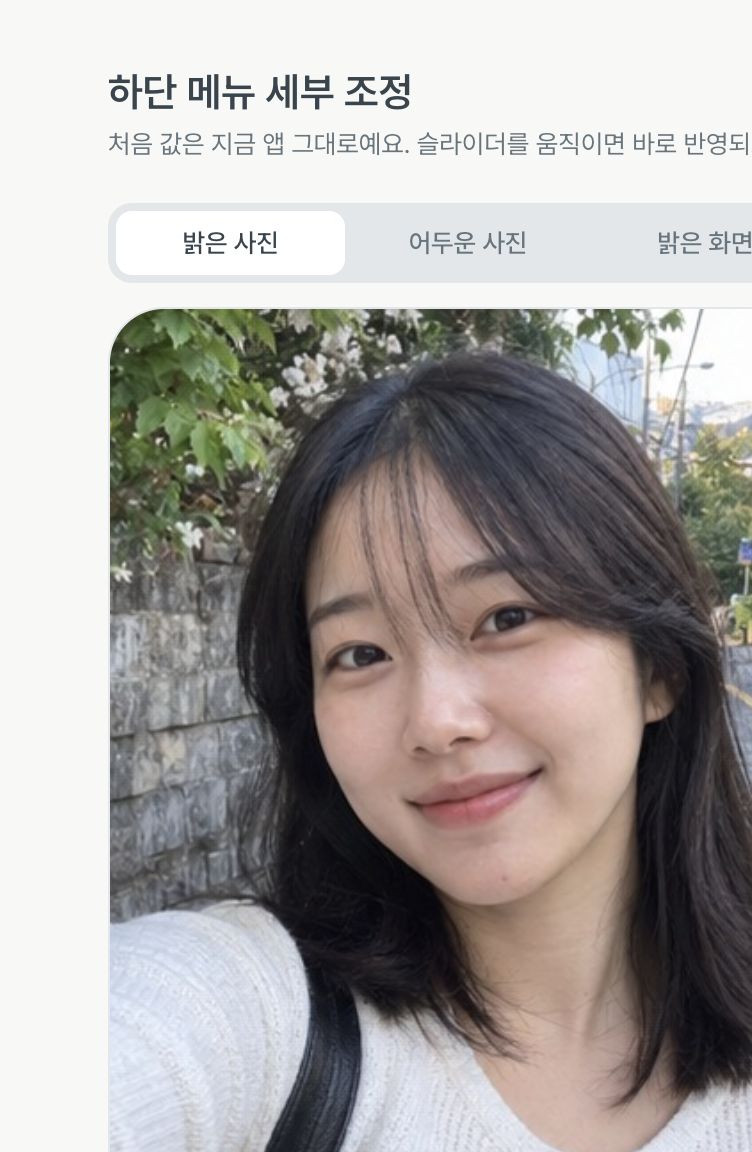 하단 메뉴 세부 조정
처음 값은 지금 앱 그대로예요. 슬라이더를 움직이면 바로 반영되
밝은 사진
어두운 사진
밝은 화면